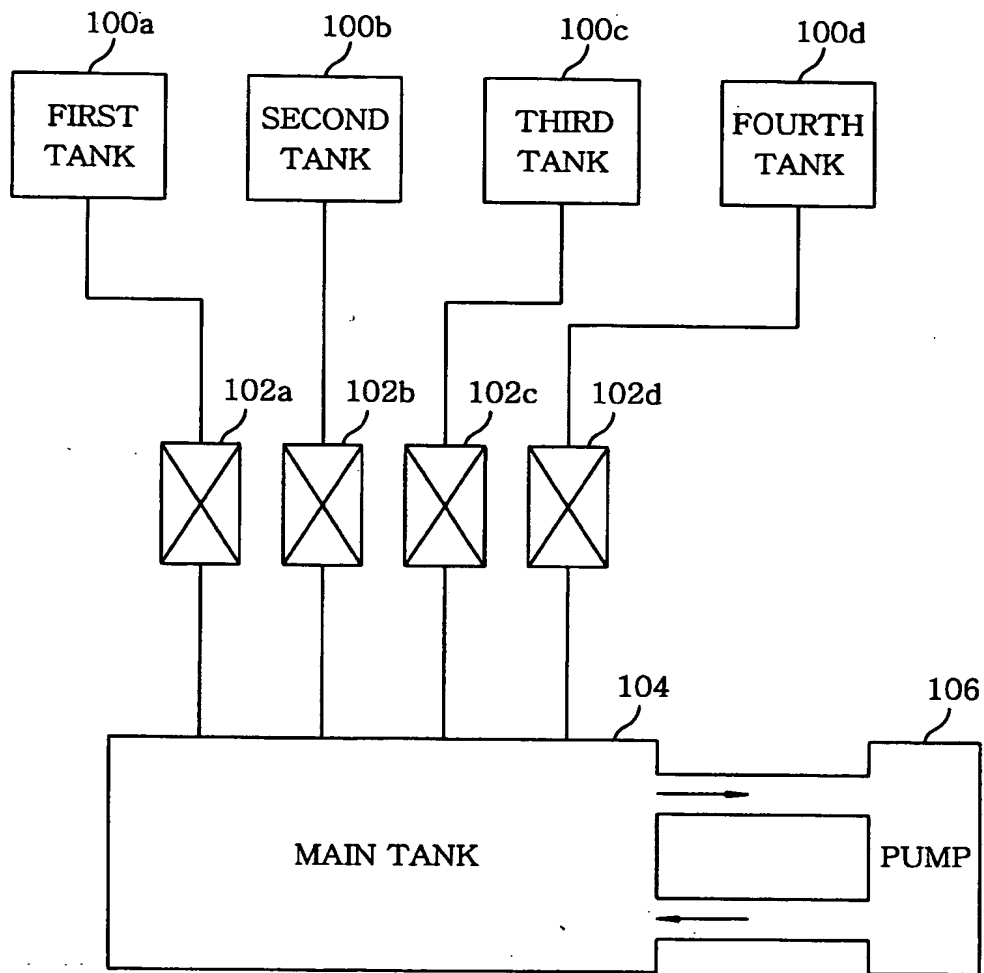 100a
100b
100c
100d
FIRST
TANK
SECOND
TANK
THIRD
TANK
FOURTH
TANK
102a
102b
102c
102d
104
106
MAIN TANK
PUMP